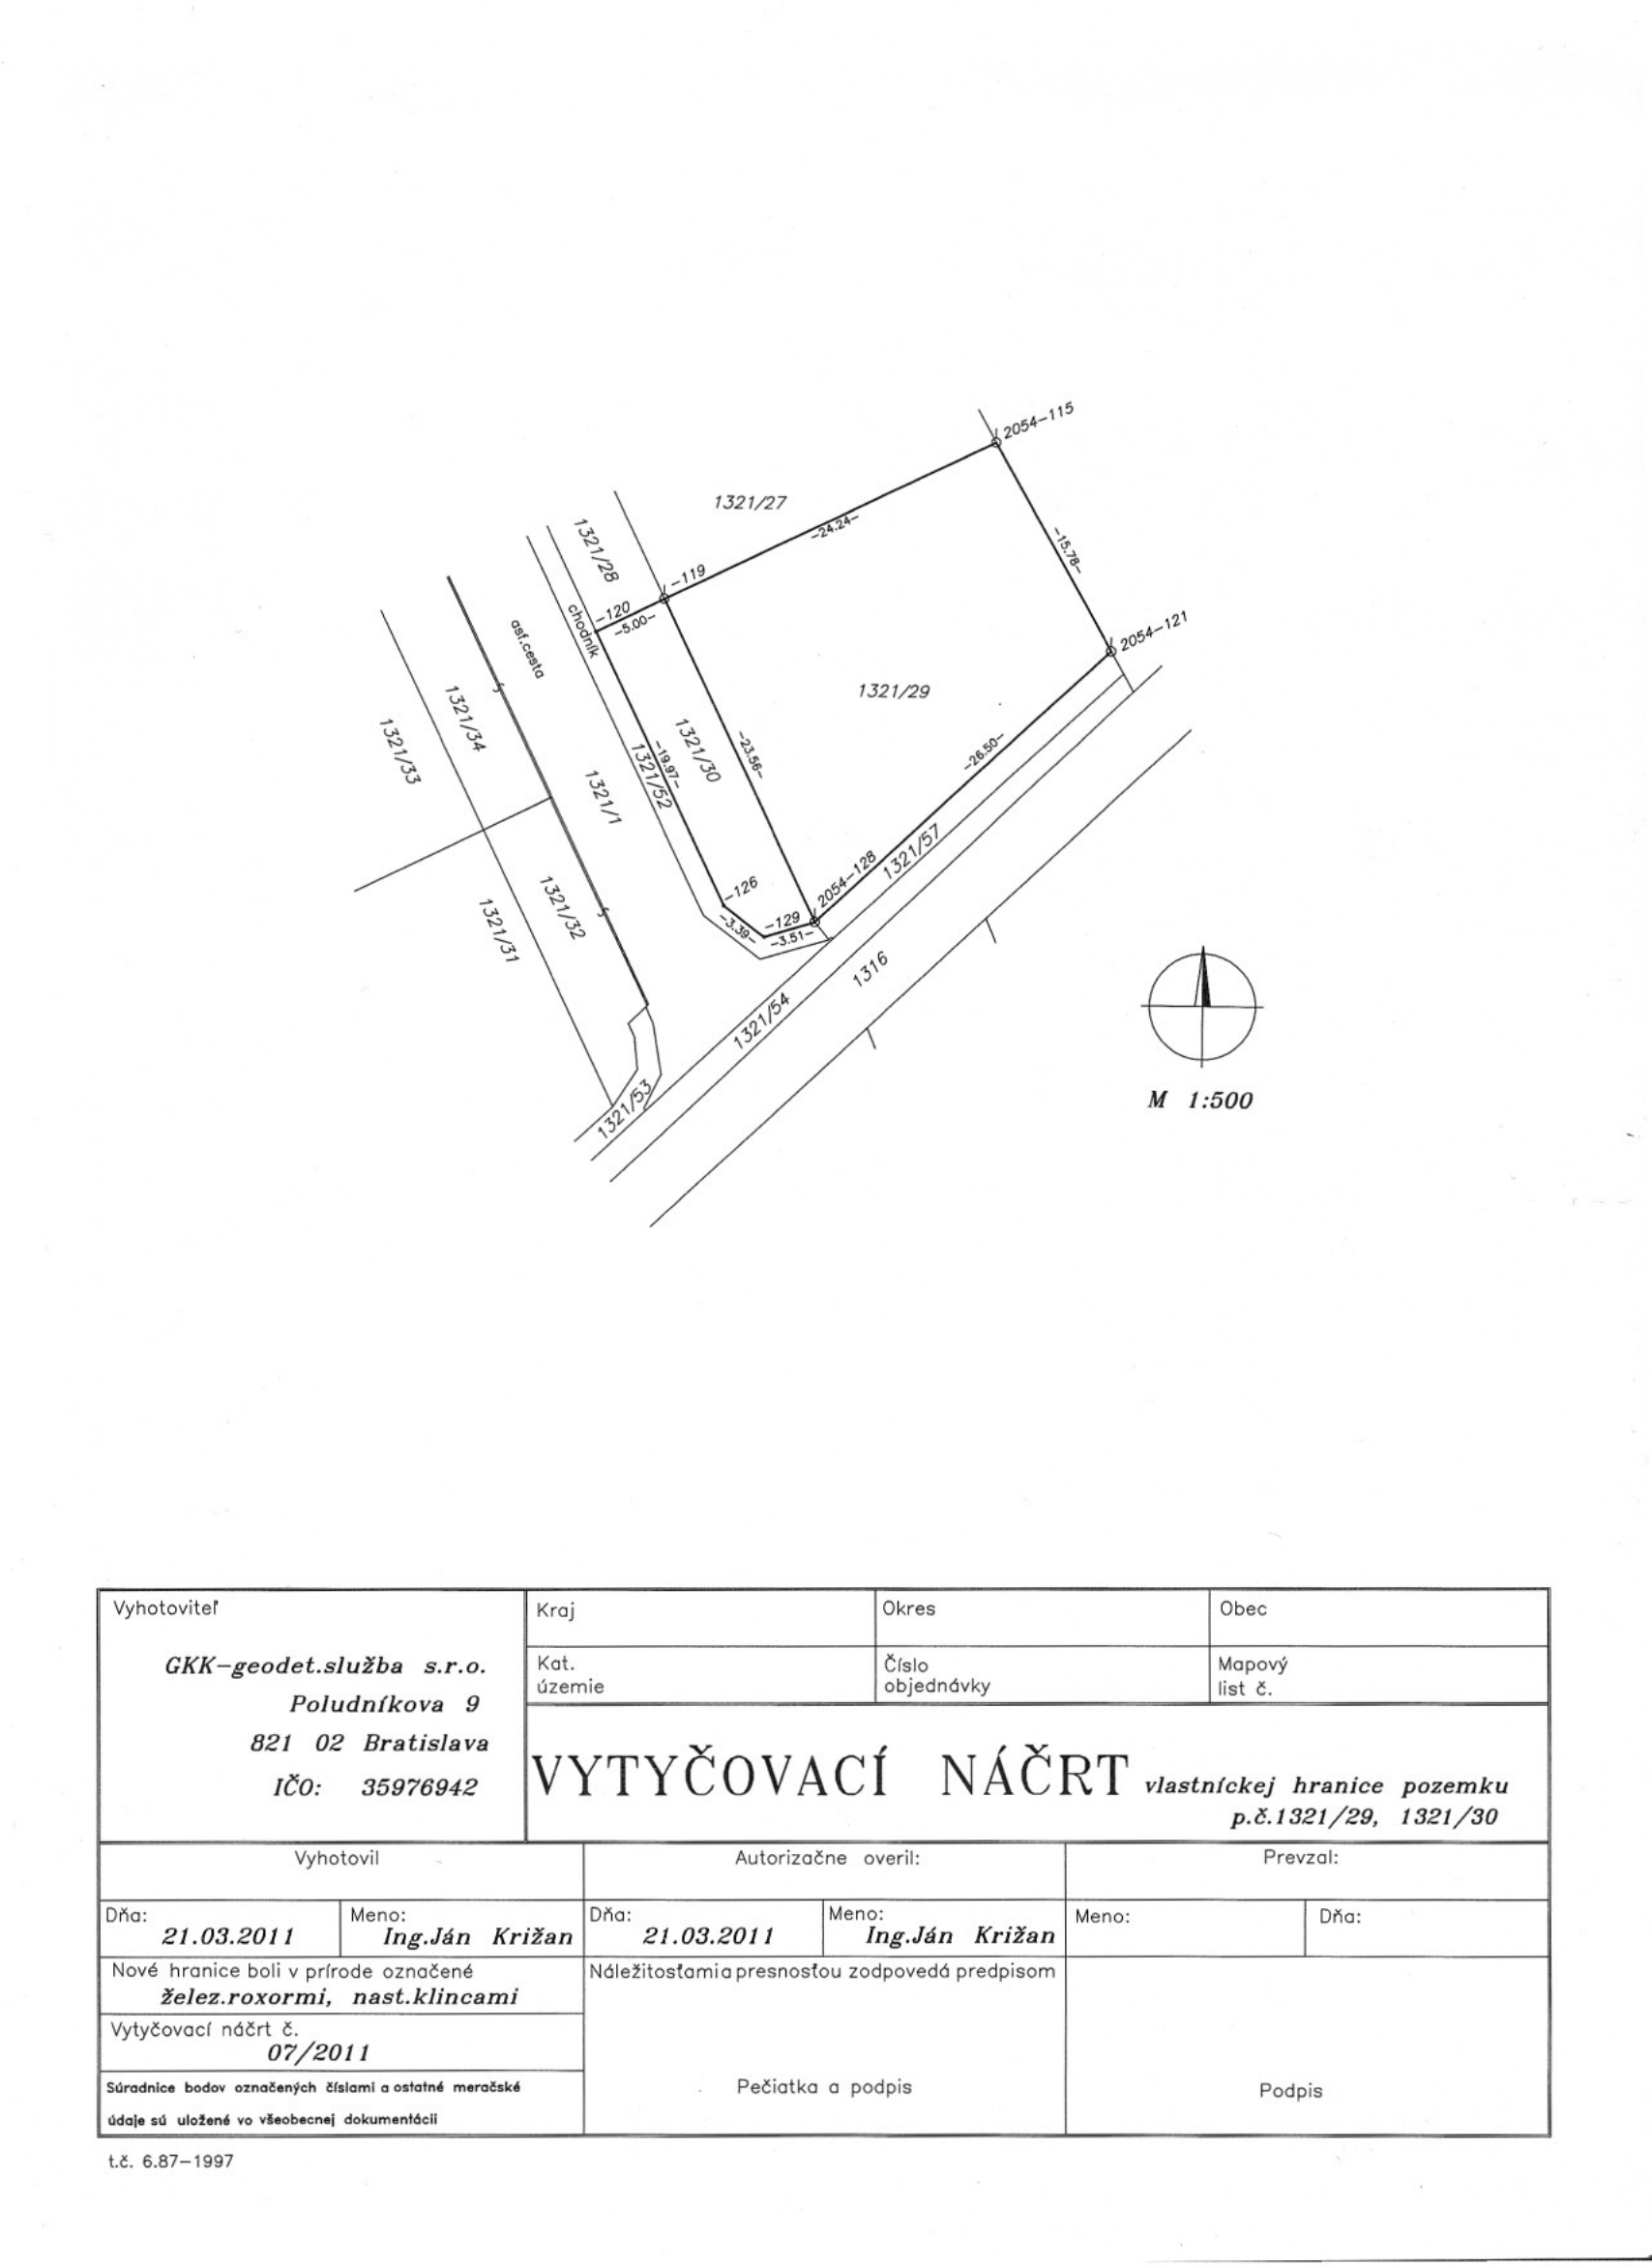 2054-115
1321/27
-24.24-
1321/28
-15.78-
-119
-120
-5.00-
chodník
asf.cesta
2054-121
1321/29
1321/34
1321/33
1321/30
-23.56-
-19.97-
1321/52
1321/1
-26.50-
1321/57
2054-128
-126
-129
-3.39-
-3.51-
1321/32
1321/31
1316
1321/54
1321/53
M 1:500
Vyhotoviteľ
GKK-geodet.služba s.r.o.
Poludníkova 9
821 02 Bratislava
IČO: 35976942
Kraj
Okres
Obec
Kat.
územie
Číslo
objednávky
Mapový
list č.
VYTYČOVACÍ NÁČRT vlastníckej hranice pozemku
p.č.1321/29, 1321/30
Vyhotovil
Autorizačne overil:
Prevzal:
Dňa:
21.03.2011
Meno:
Ing.Ján Križan
Dňa:
21.03.2011
Meno:
Ing.Ján Križan
Meno:
Dňa:
Nové hranice boli v prírode označené
želez.roxormi, nast.klincami
Náležitosťami a presnosťou zodpovedá predpisom
Vytyčovací náčrt č.
07/2011
Súradnice bodov označených číslami a ostatné meračské
údaje sú uložené vo všeobecnej dokumentácii
Pečiatka a podpis
Podpis
t.č. 6.87-1997